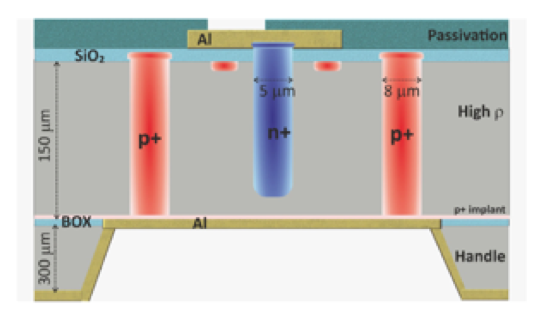 Passivation
Al
SiO₂
5 μm
8 μm
High ρ
150 μm
p+
n+
p+
p+ implant
BOX
Al
300 μm
Handle